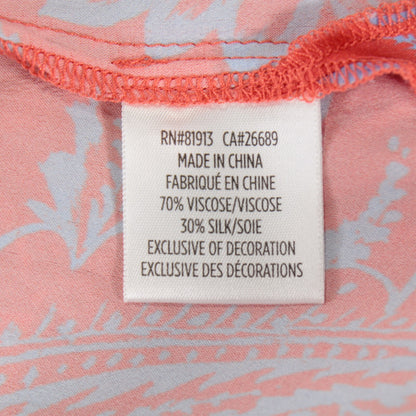 RN#81913 CA#26689
MADE IN CHINA
FABRIQUÉ EN CHINE
70% VISCOSE/VISCOSE
30% SILK/SOIE
EXCLUSIVE OF DECORATION
EXCLUSIVE DES DÉCORATIONS